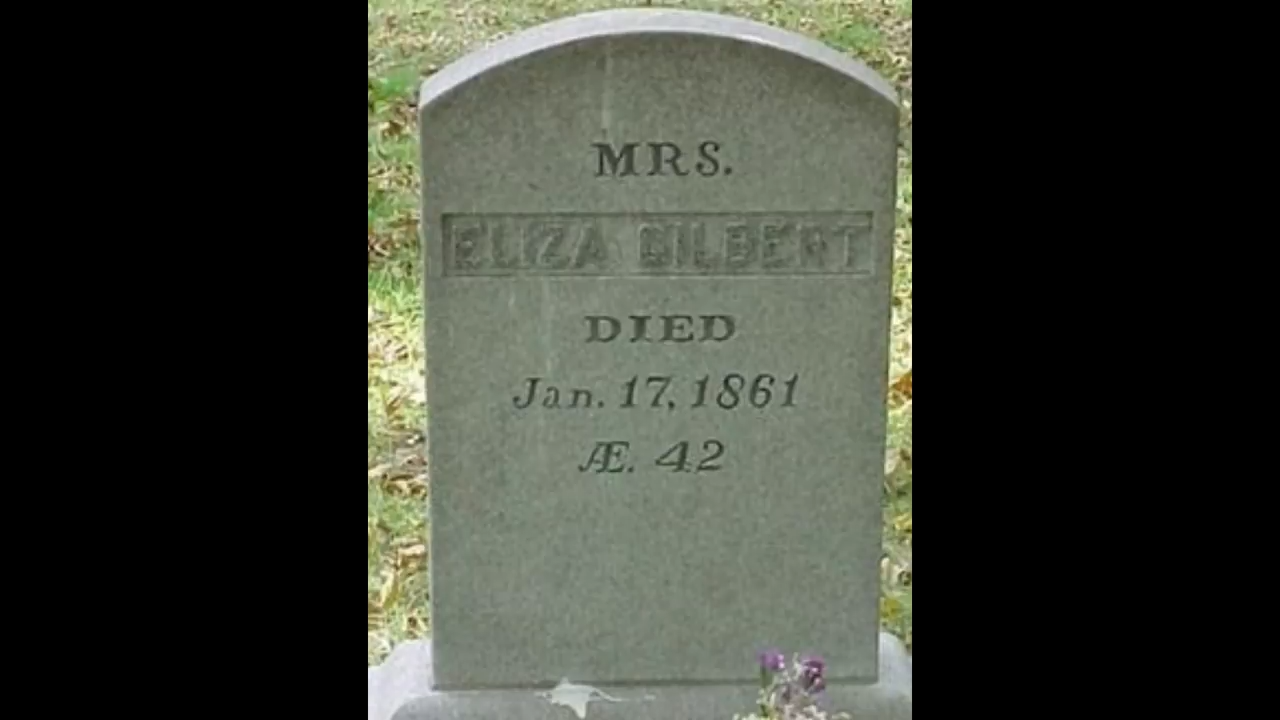 MRS.
ELIZA GILBERT
DIED
Jan. 17, 1861
Æ. 42